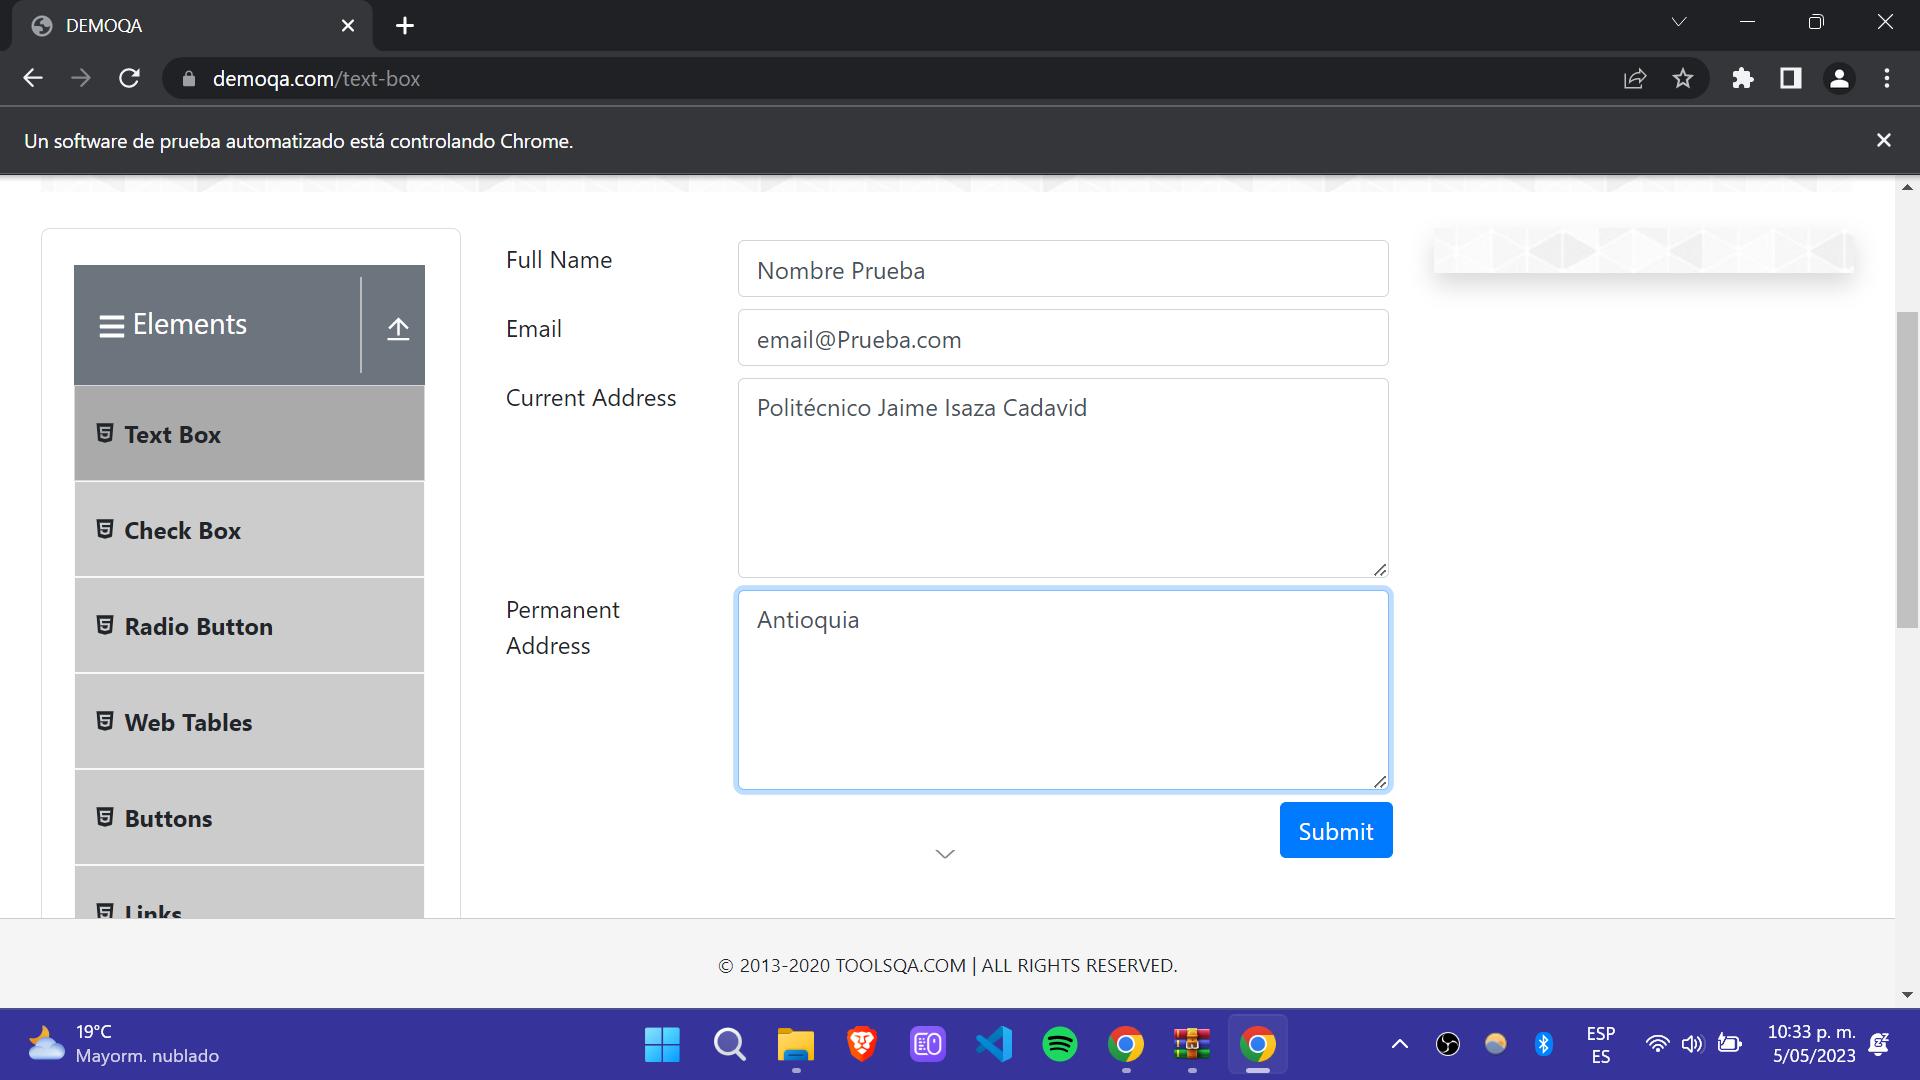 DEMOQA
demoqa.com/text-box
Un software de prueba automatizado está controlando Chrome.
Elements
Text Box
Check Box
Radio Button
Web Tables
Buttons
Links
Full Name
Nombre Prueba
Email
email@Prueba.com
Current Address
Politécnico Jaime Isaza Cadavid
Permanent
Address
Antioquia
Submit
© 2013-2020 TOOLSQA.COM | ALL RIGHTS RESERVED.
19°C
Mayorm. nublado
ESP
ES
10:33 p. m.
5/05/2023